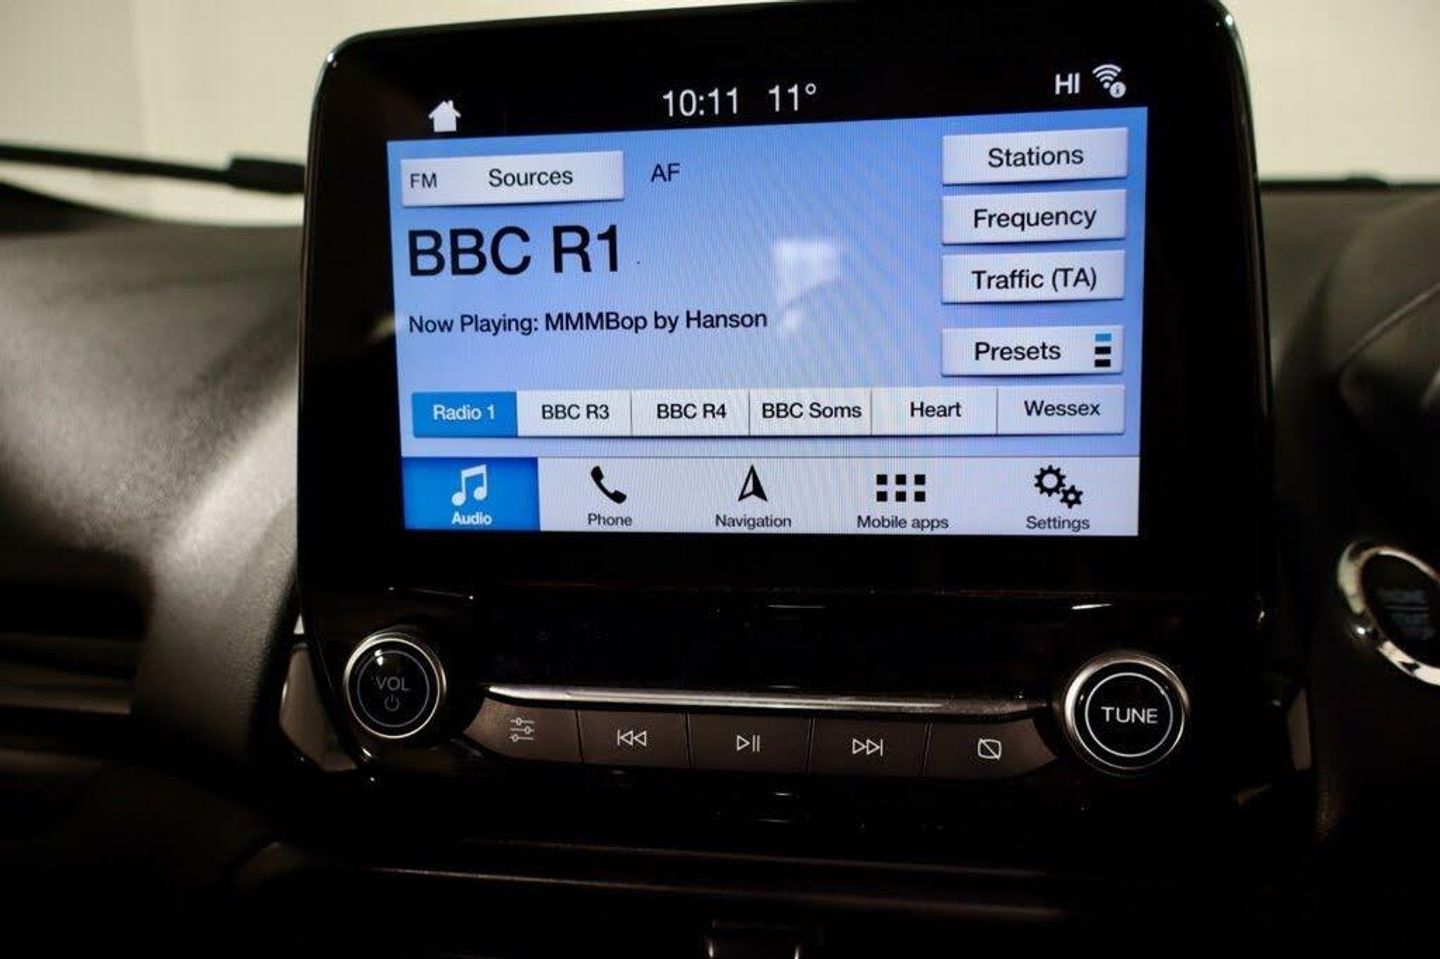 10:11 11° HI
FM Sources AF
Stations
BBC R1
Frequency
Traffic (TA)
Now Playing: MMMBop by Hanson
Presets
Radio 1 BBC R3 BBC R4 BBC Soms Heart Wessex
Audio Phone Navigation Mobile apps Settings
VOL
TUNE